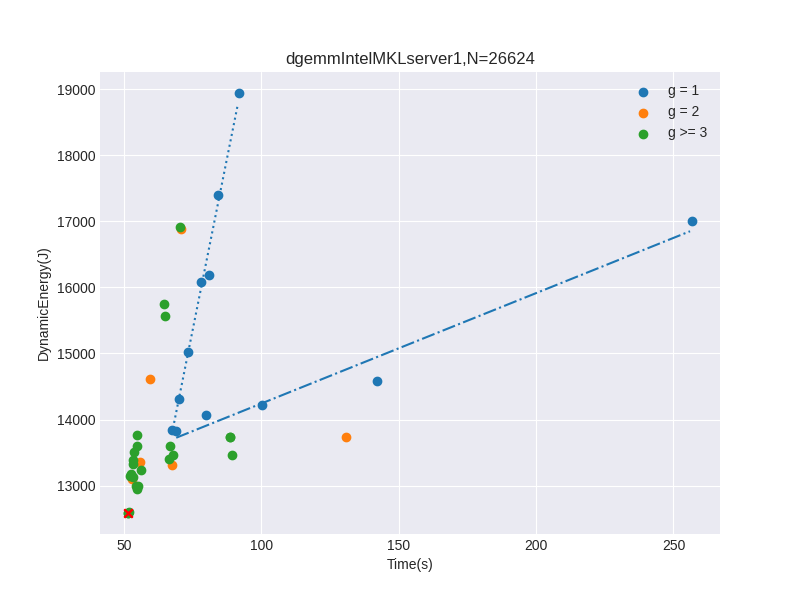 dgemmIntelMKLserver1,N=26624
DynamicEnergy(J)
19000
18000
17000
16000
15000
14000
13000
g = 1
g = 2
g >= 3
50
100
150
200
250
Time(s)